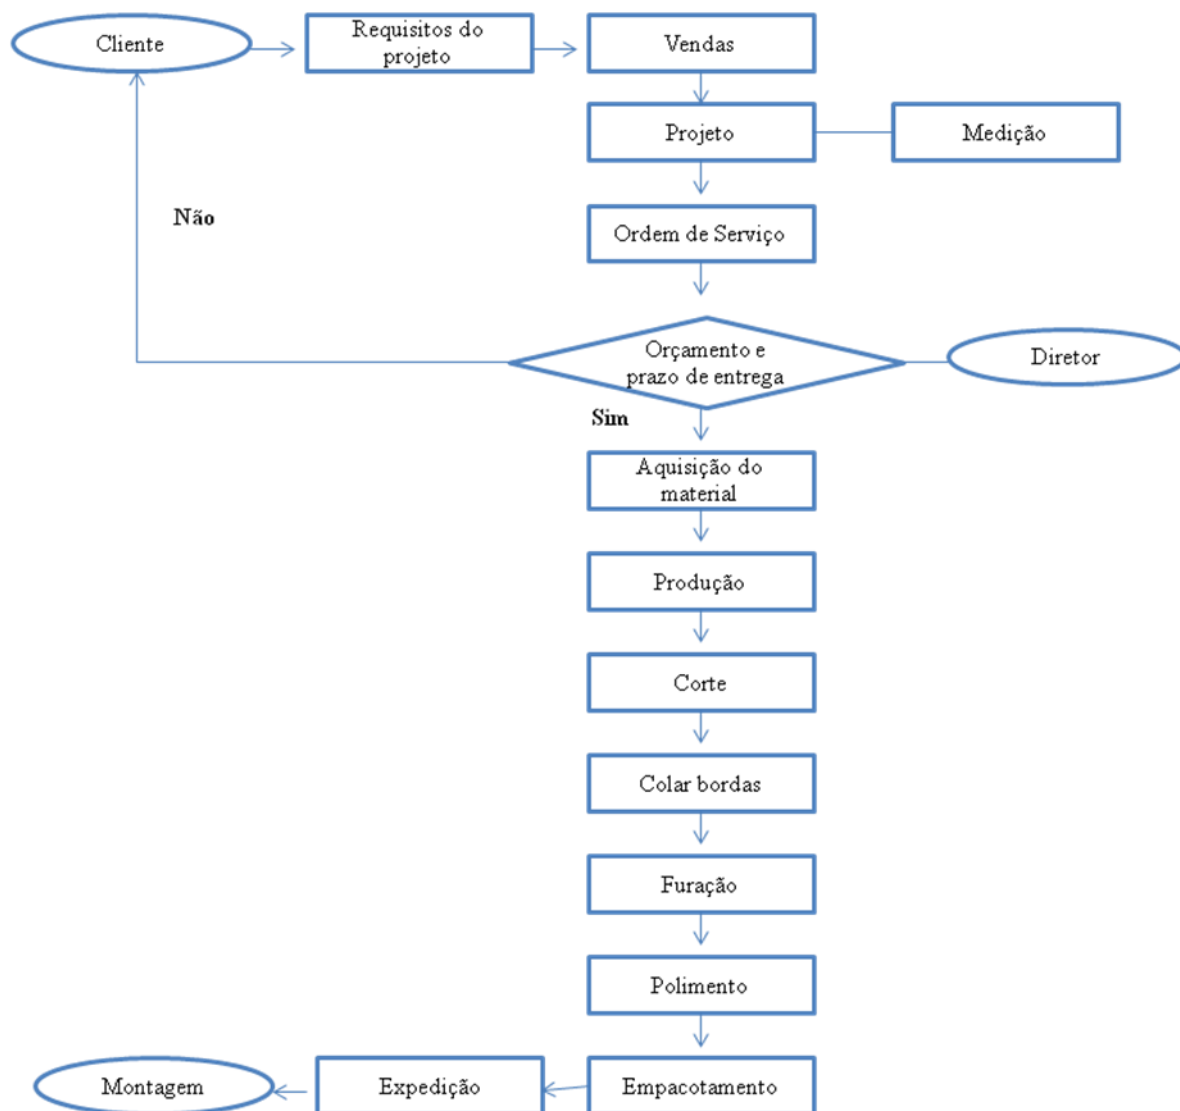 Cliente
Requisitos do
projeto
Vendas
Projeto
Medição
Não
Ordem de Serviço
Orçamento e
prazo de entrega
Diretor
Sim
Aquisição do
material
Produção
Corte
Colar bordas
Furação
Polimento
Montagem
Expedição
Empacotamento